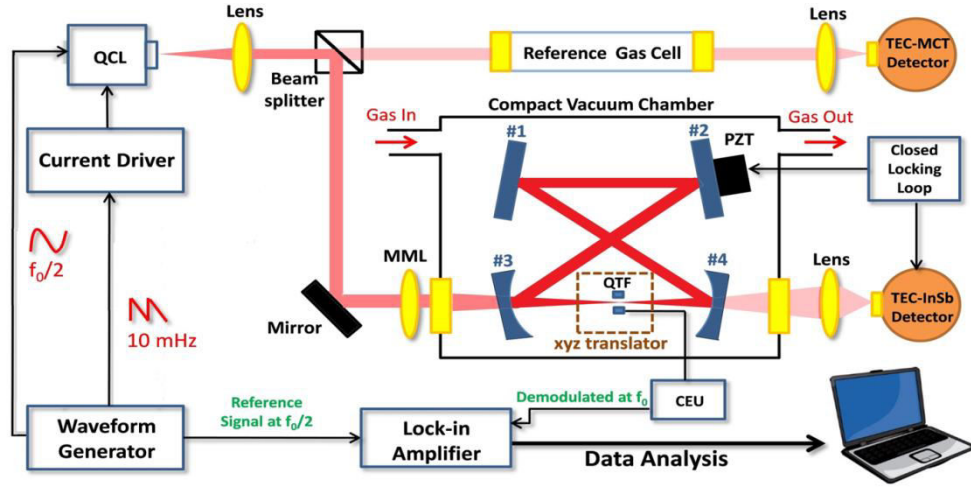 QCL
Lens
Beam
splitter
Reference Gas Cell
Lens
TEC-MCT
Detector
Compact Vacuum Chamber
Gas In
Gas Out
#1
#2
PZT
Closed
Locking
Loop
Current Driver
f₀/2
10 mHz
MML
#3
#4
QTF
xyz translator
Lens
TEC-InSb
Detector
Mirror
Waveform
Generator
Reference
Signal at f₀/2
Demodulated at f₀
CEU
Lock-in
Amplifier
Data Analysis